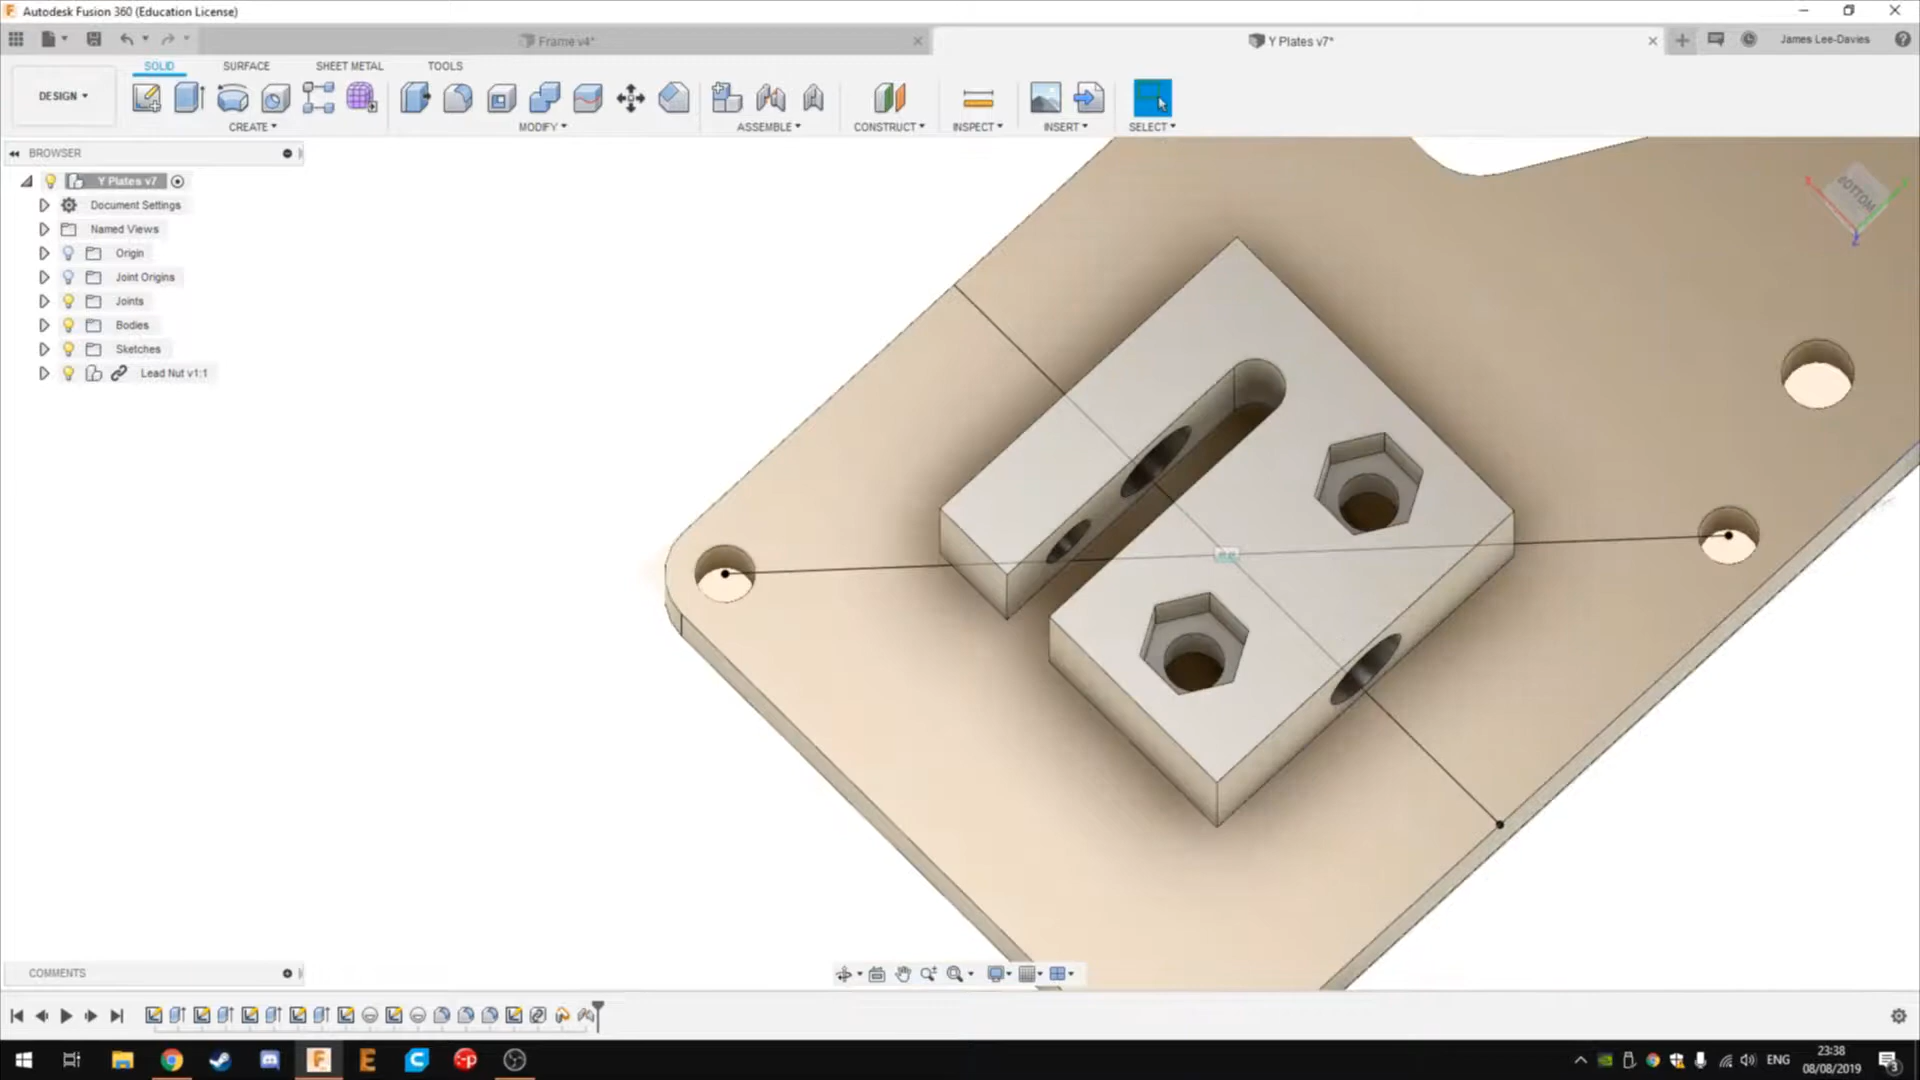 Autodesk Fusion 360 (Education License)
Frame v4*
Y Plates v7*
James Lee-Davies
SOLID
SURFACE
SHEET METAL
TOOLS
DESIGN
CREATE
MODIFY
ASSEMBLE
CONSTRUCT
INSPECT
INSERT
SELECT
BROWSER
Y Plates v7
Document Settings
Named Views
Origin
Joint Origins
Joints
Bodies
Sketches
Lead Nut v1:1
BOTTOM
Z
COMMENTS
ENG
23:38
08/08/2019
3